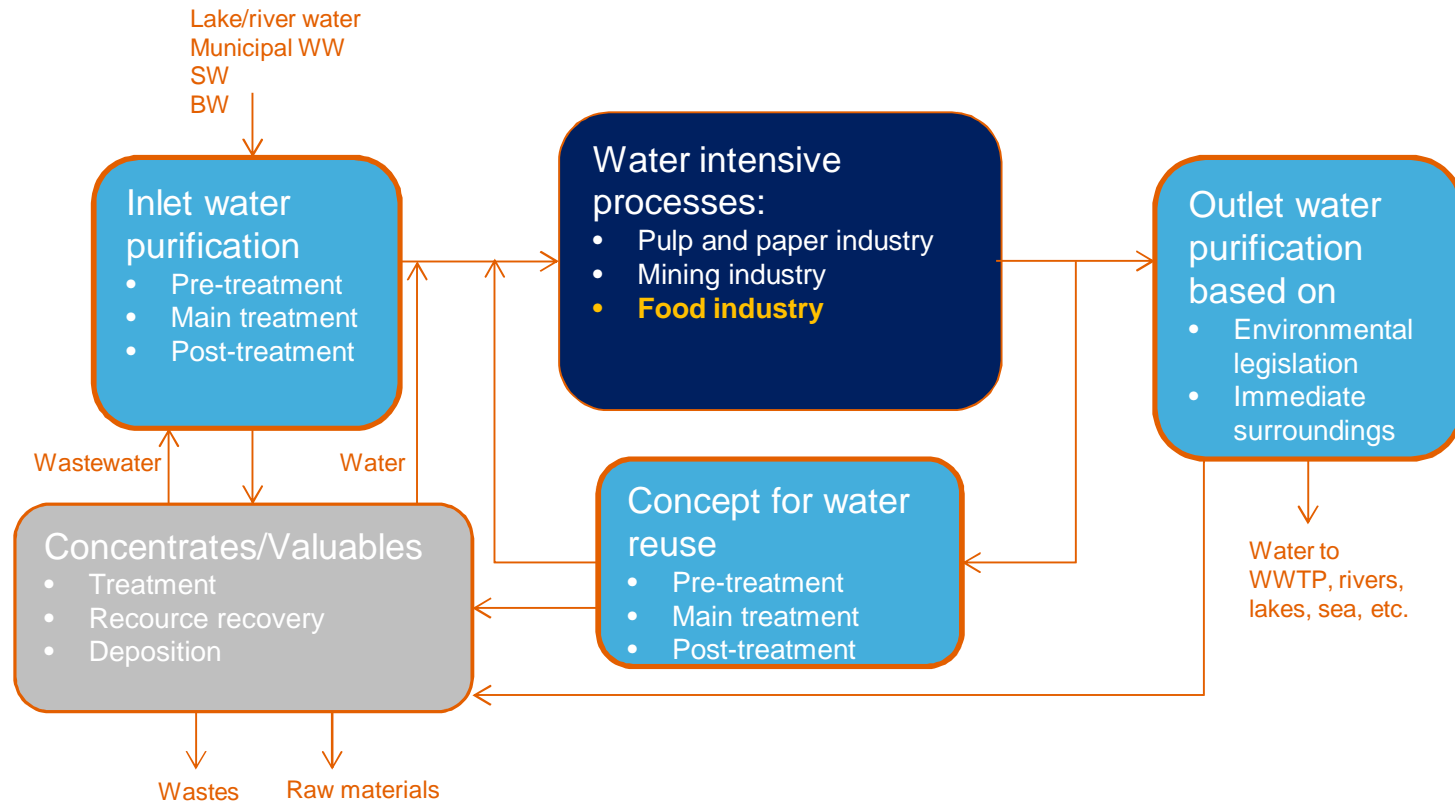 Lake/river water
Municipal WW
SW
BW
Inlet water
purification
• Pre-treatment
• Main treatment
• Post-treatment
Water intensive
processes:
• Pulp and paper industry
• Mining industry
• Food industry
Outlet water
purification
based on
• Environmental
legislation
• Immediate
surroundings
Wastewater
Water
Concentrates/Valuables
• Treatment
• Recource recovery
• Deposition
Concept for water
reuse
• Pre-treatment
• Main treatment
• Post-treatment
Water to
WWTP, rivers,
lakes, sea, etc.
Wastes
Raw materials